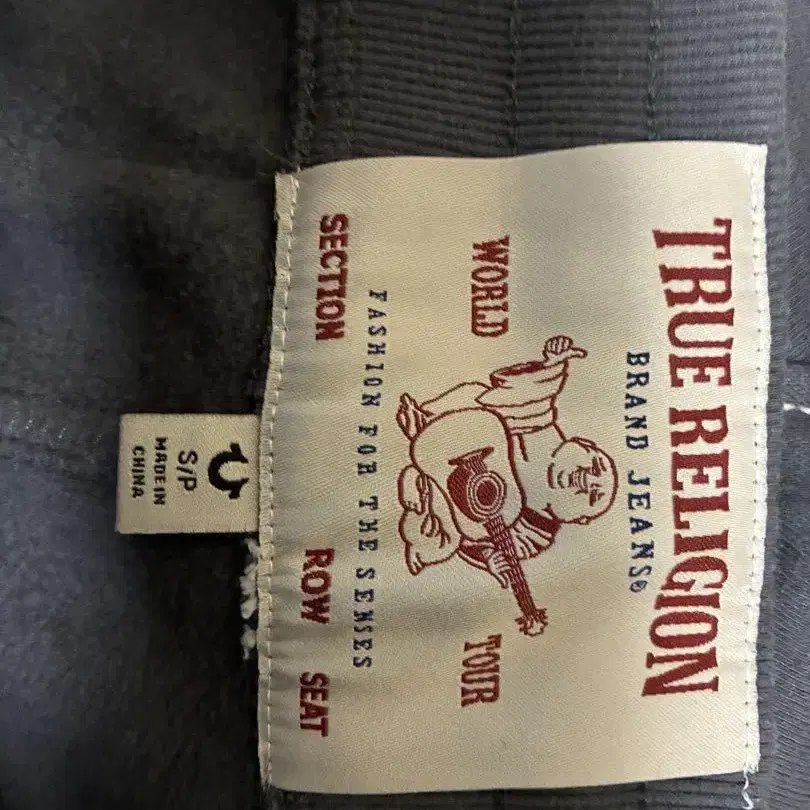 TRUE RELIGION
BRAND JEANS®
WORLD TOUR
FASHION FOR THE SENSES
SECTION ROW SEAT
S/P
MADE IN
CHINA